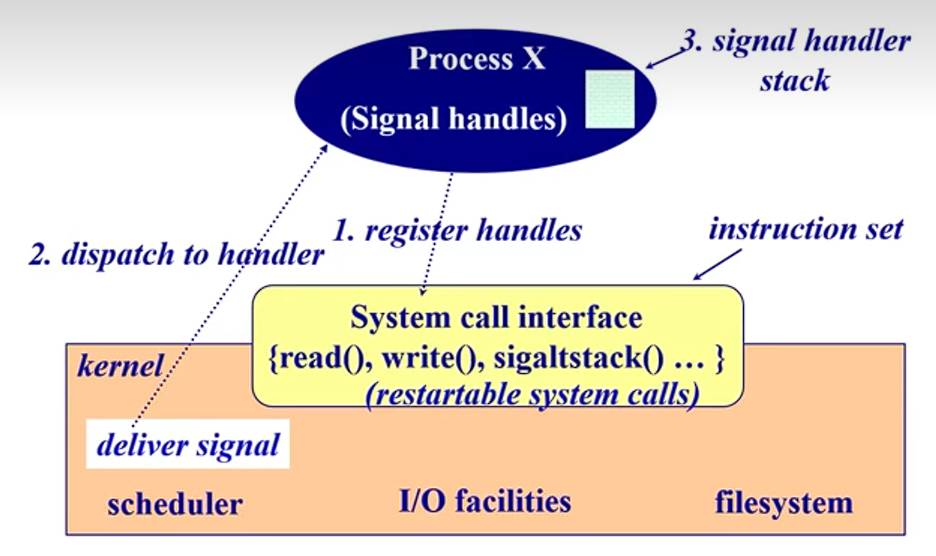 Process X
(Signal handles)
3. signal handler
stack
1. register handles
2. dispatch to handler
instruction set
System call interface
{read(), write(), sigaltstack() … }
(restartable system calls)
kernel
deliver signal
scheduler
I/O facilities
filesystem